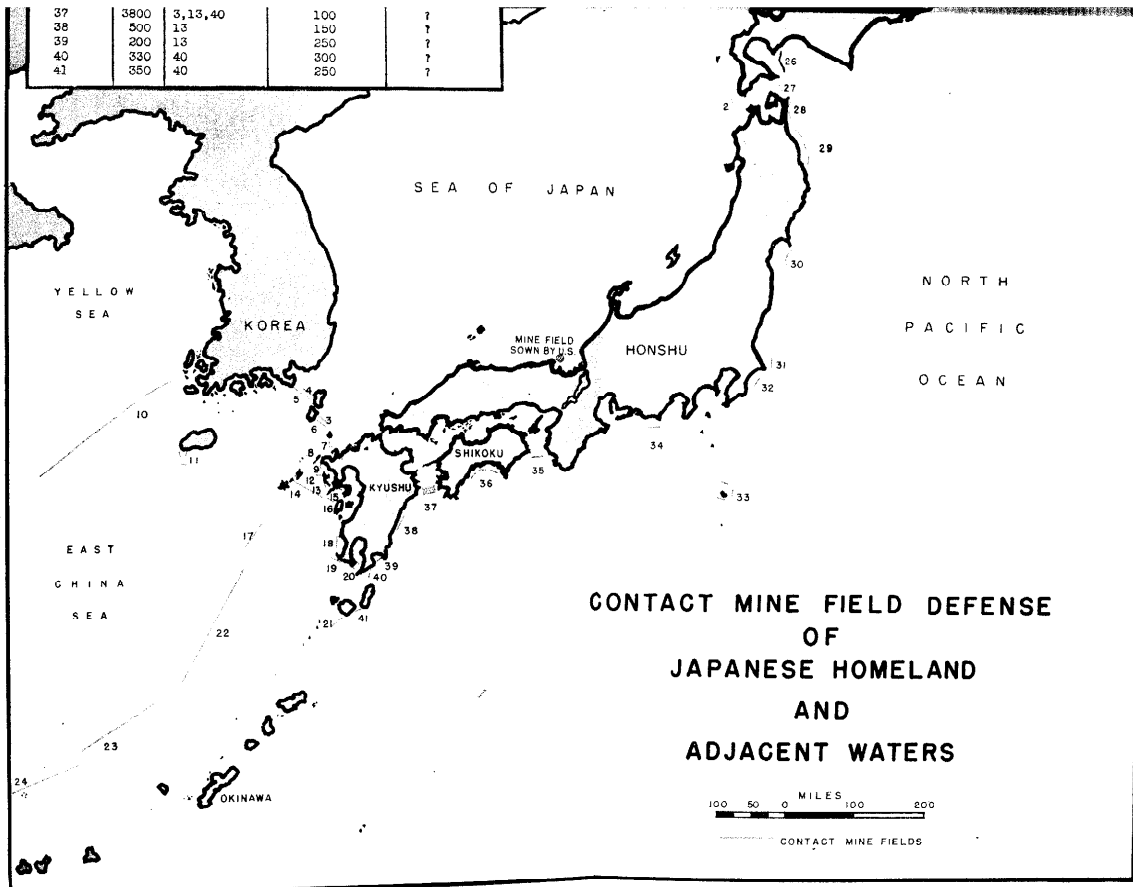 37 3800 3,13,40 100 ?
38 500 13 150 ?
39 200 13 250 ?
40 330 40 300 ?
41 350 40 250 ?
26
27
2
28
29
SEA OF JAPAN
30
YELLOW
SEA
NORTH
PACIFIC
OCEAN
KOREA
MINE FIELD
SOWN BY U.S.
HONSHU
31
32
10
4
5
3
6
7
34
11
8
9
12
13
14
15
16
SHIKOKU
KYUSHU
35
36
37
33
17
38
18
EAST
CHINA
SEA
19
20
39
40
21
41
22
CONTACT MINE FIELD DEFENSE
OF
JAPANESE HOMELAND
AND
ADJACENT WATERS
23
24
OKINAWA
MILES
100 50 0 100 200
CONTACT MINE FIELDS